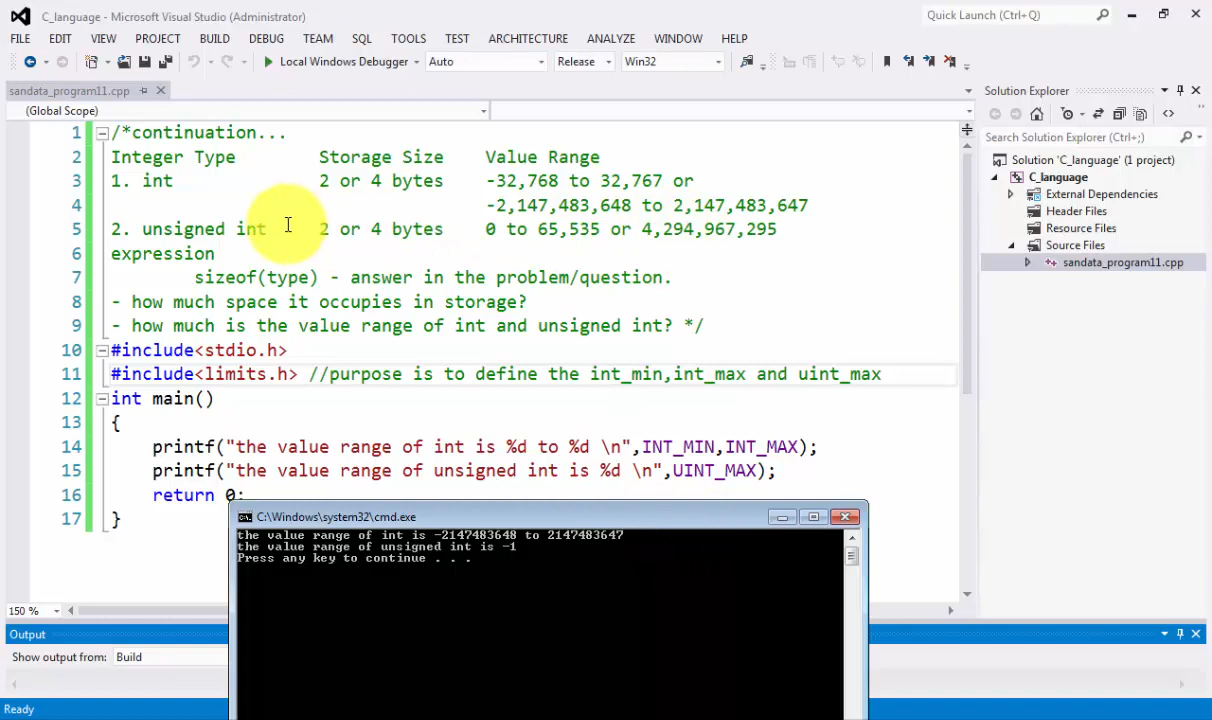 C_language - Microsoft Visual Studio (Administrator)
Quick Launch (Ctrl+Q)
FILE EDIT VIEW PROJECT BUILD DEBUG TEAM SQL TOOLS TEST ARCHITECTURE ANALYZE WINDOW HELP
Local Windows Debugger Auto Release Win32
sandata_program11.cpp
(Global Scope)
1 /*continuation...
2 Integer Type Storage Size Value Range
3 1. int 2 or 4 bytes -32,768 to 32,767 or
4 -2,147,483,648 to 2,147,483,647
5 2. unsigned int 2 or 4 bytes 0 to 65,535 or 4,294,967,295
6 expression
7 sizeof(type) - answer in the problem/question.
8 - how much space it occupies in storage?
9 - how much is the value range of int and unsigned int? */
10 #include<stdio.h>
11 #include<limits.h> //purpose is to define the int_min,int_max and uint_max
12 int main()
13 {
14 printf("the value range of int is %d to %d \n",INT_MIN,INT_MAX);
15 printf("the value range of unsigned int is %d \n",UINT_MAX);
16 return 0;
17 }
150 %
Solution Explorer
Search Solution Explorer (Ctrl+;)
Solution 'C_language' (1 project)
C_language
External Dependencies
Header Files
Resource Files
Source Files
sandata_program11.cpp
C:\Windows\system32\cmd.exe
the value range of int is -2147483648 to 2147483647
the value range of unsigned int is -1
Press any key to continue . . .
Output
Show output from: Build
Ready